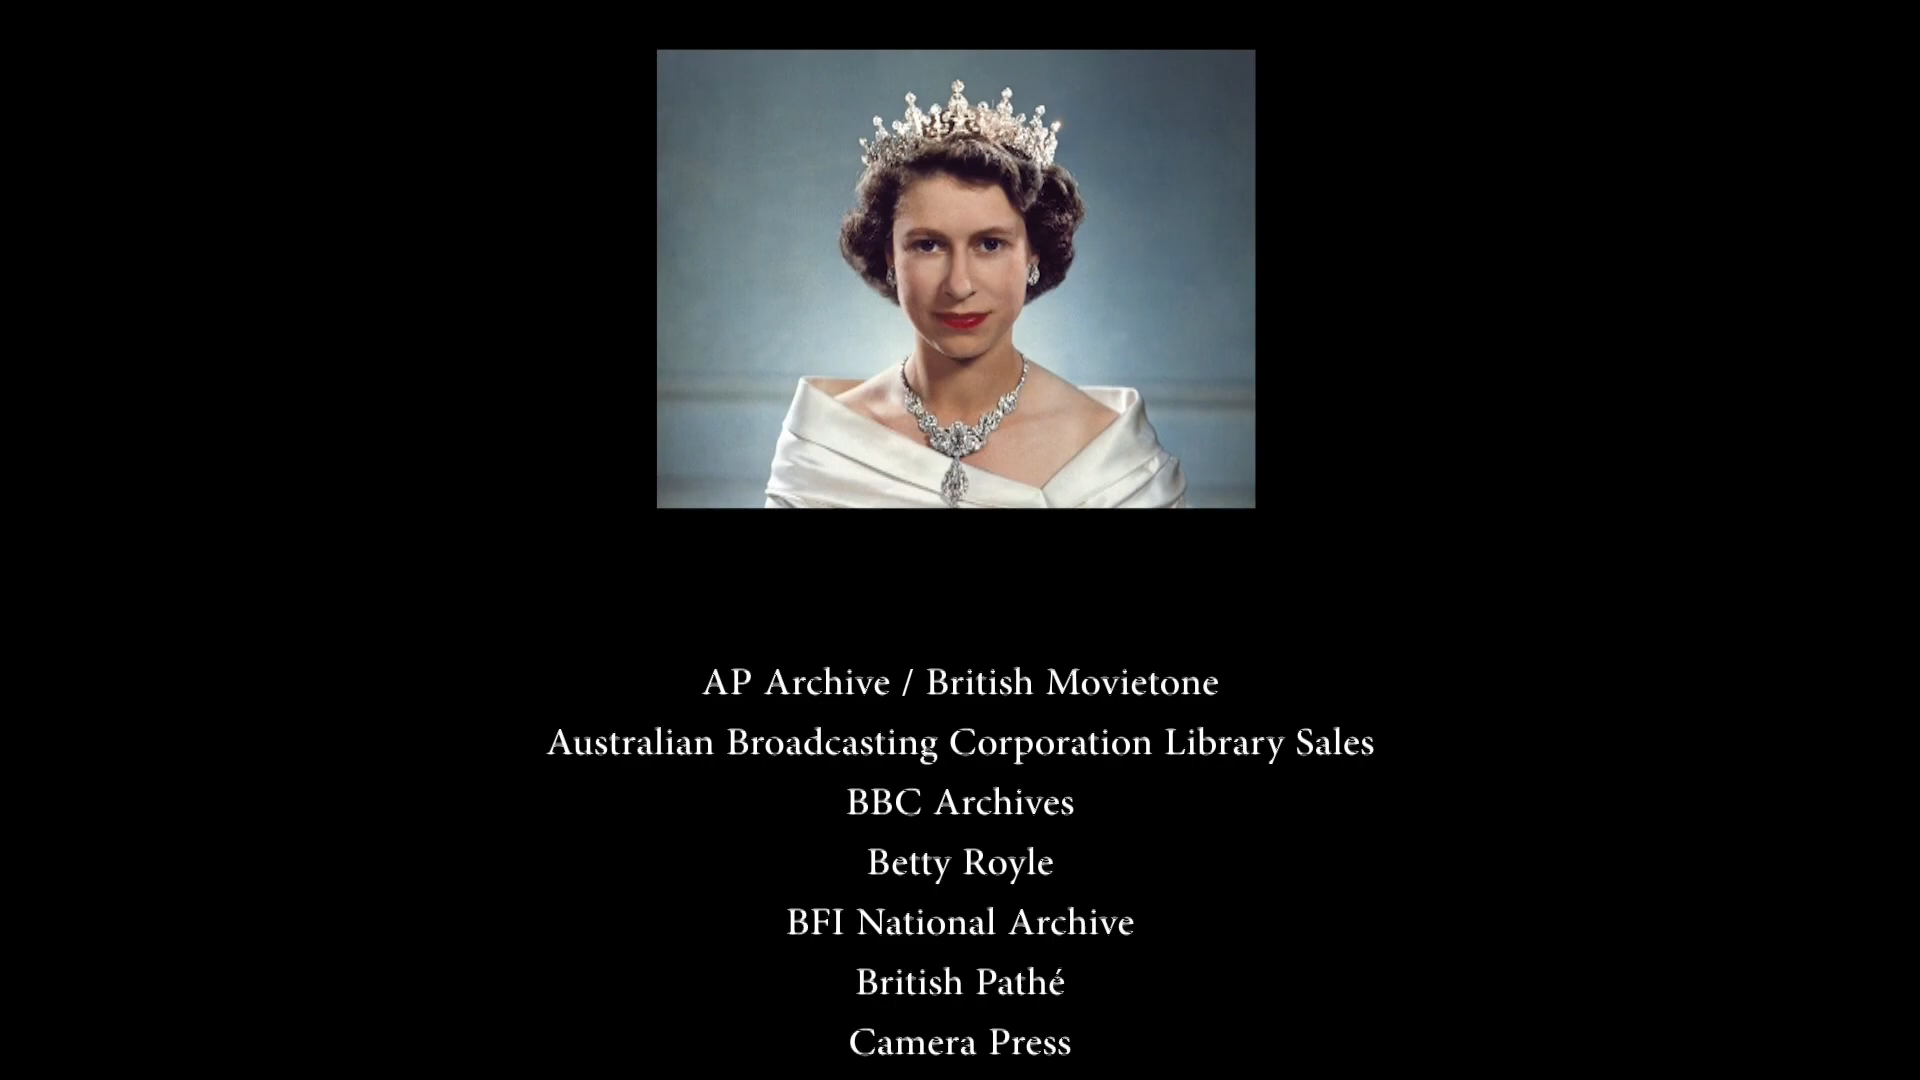 AP Archive / British Movietone
Australian Broadcasting Corporation Library Sales
BBC Archives
Betty Royle
BFI National Archive
British Pathé
Camera Press